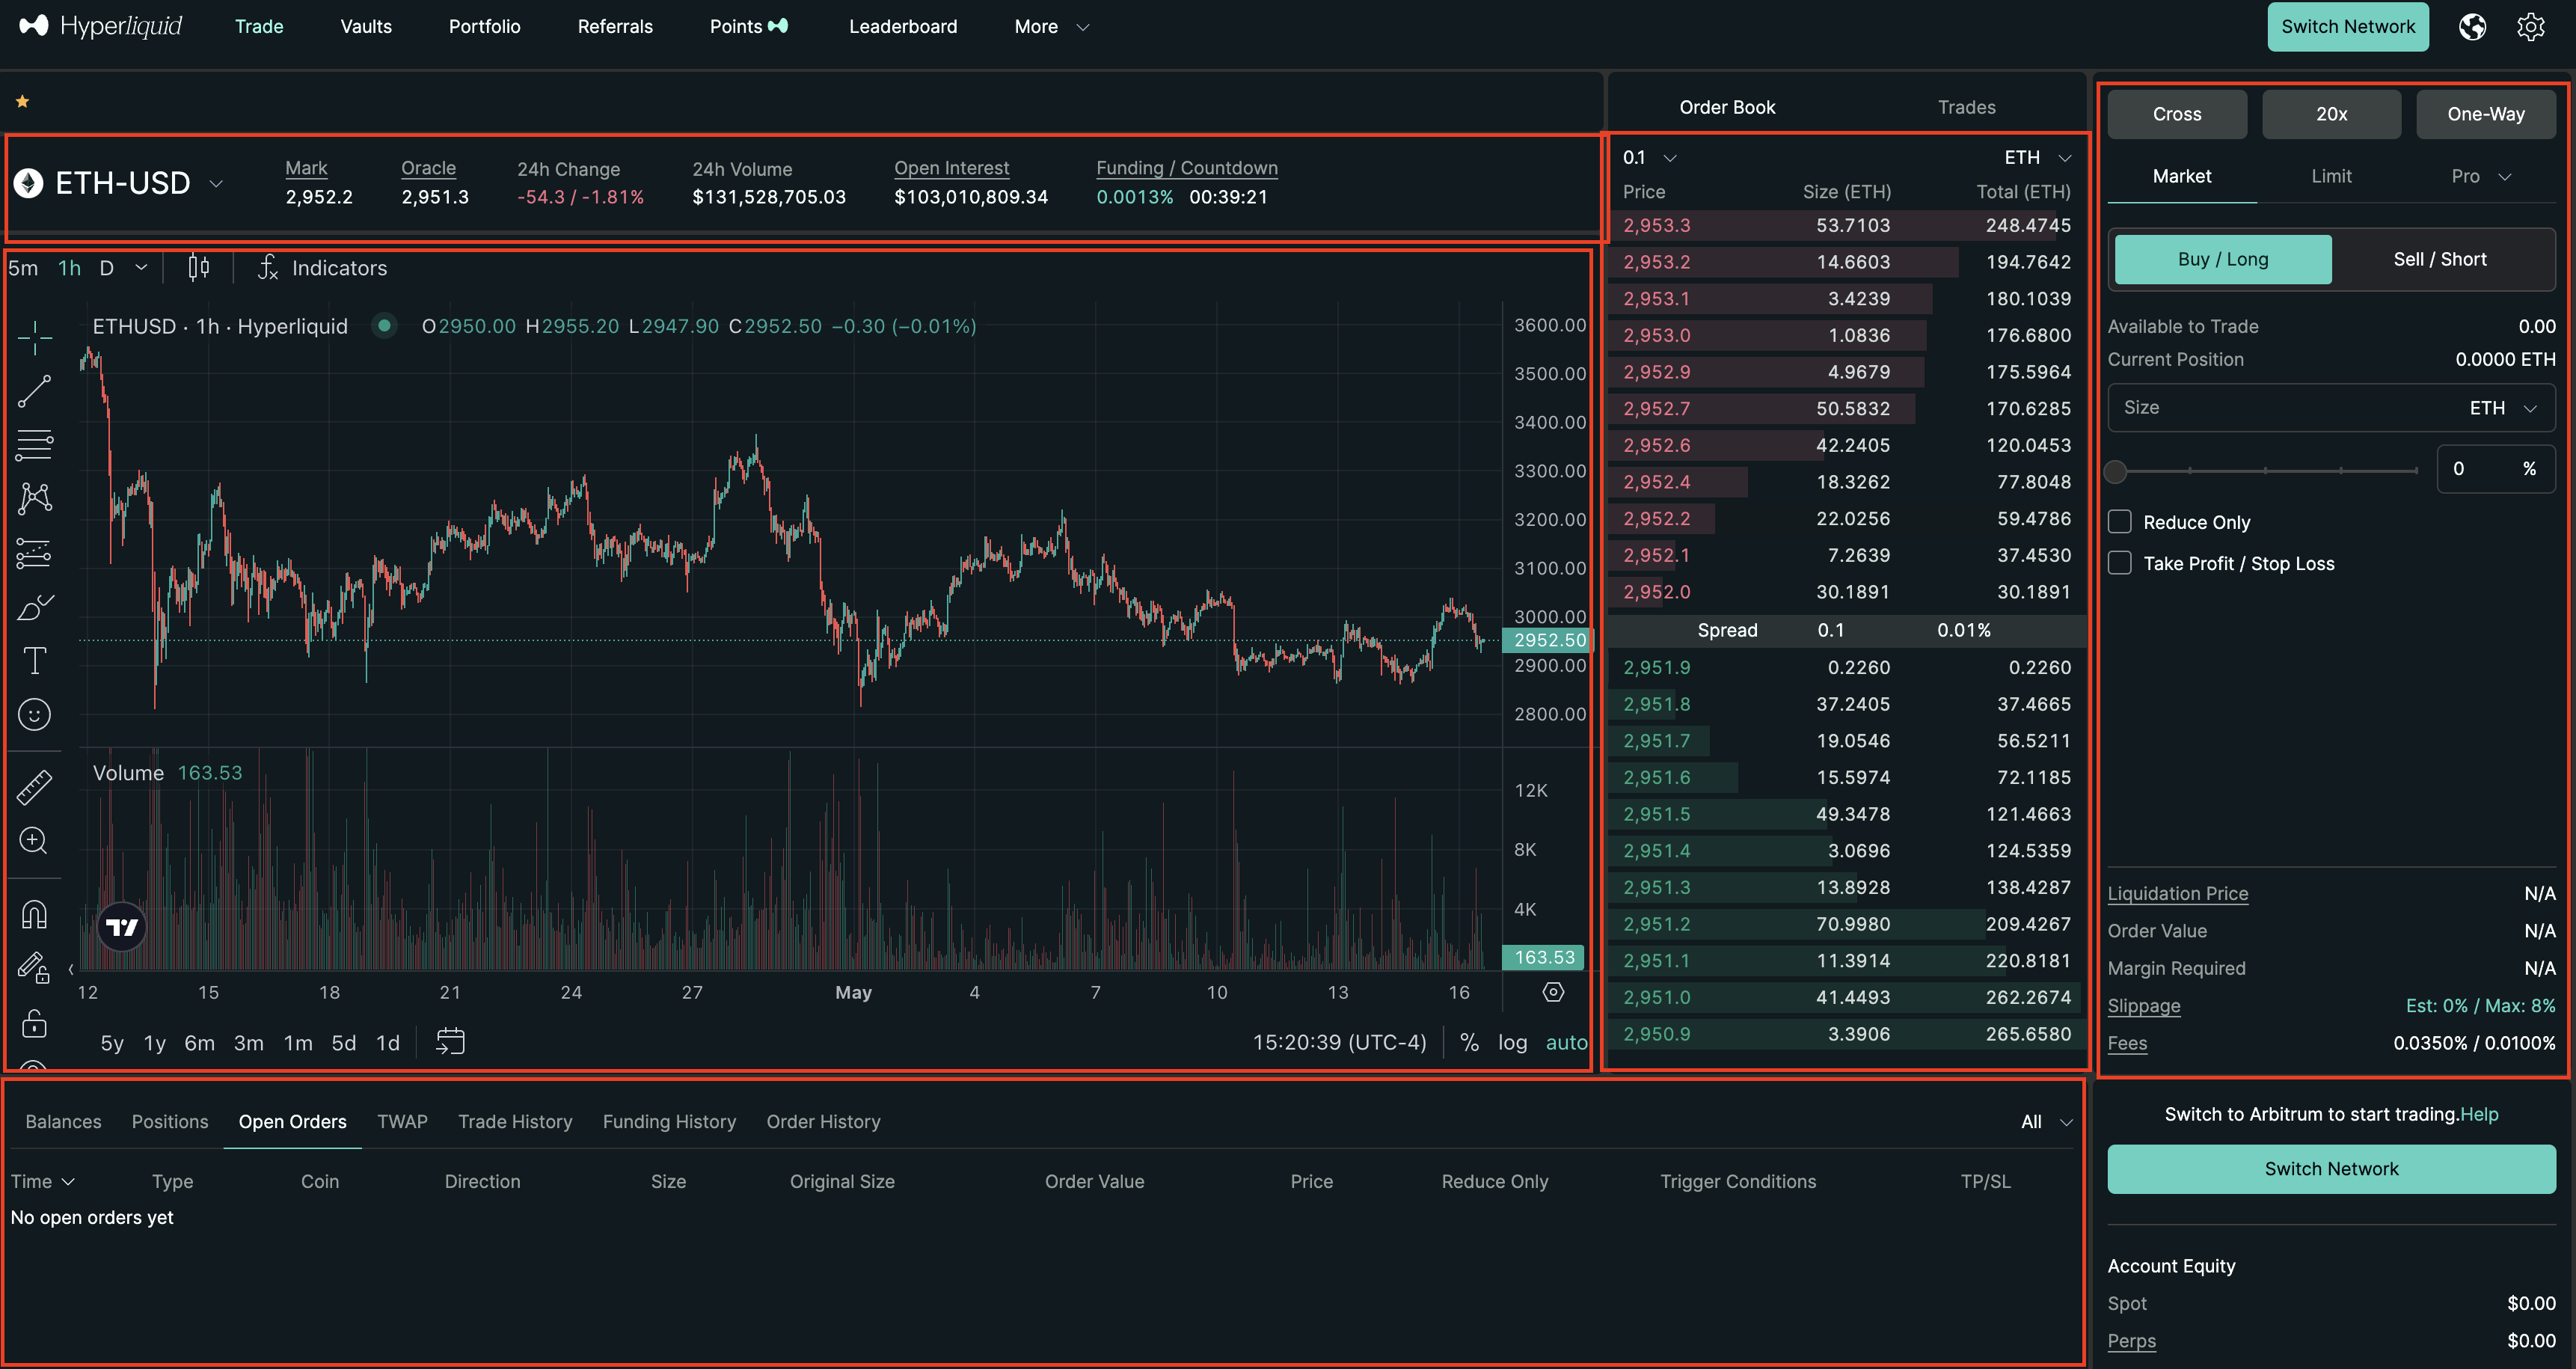 Hyperliquid Trade Vaults Portfolio Referrals Points Leaderboard More Switch Network
ETH-USD
Mark Oracle 24h Change 24h Volume Open Interest Funding / Countdown
2,952.2 2,951.3 -54.3 / -1.81% $131,528,705.03 $103,010,809.34 0.0013% 00:39:21
5m 1h D Indicators
ETHUSD · 1h · Hyperliquid O2950.00 H2955.20 L2947.90 C2952.50 −0.30 (−0.01%)
3600.00
3500.00
3400.00
3300.00
3200.00
3100.00
3000.00
2952.50
2900.00
2800.00
Volume 163.53
12K
8K
4K
163.53
12 15 18 21 24 27 May 4 7 10 13 16
5y 1y 6m 3m 1m 5d 1d 15:20:39 (UTC-4) % log auto
Order Book Trades
0.1 ETH
Price Size (ETH) Total (ETH)
2,953.3 53.7103 248.4745
2,953.2 14.6603 194.7642
2,953.1 3.4239 180.1039
2,953.0 1.0836 176.6800
2,952.9 4.9679 175.5964
2,952.7 50.5832 170.6285
2,952.6 42.2405 120.0453
2,952.4 18.3262 77.8048
2,952.2 22.0256 59.4786
2,952.1 7.2639 37.4530
2,952.0 30.1891 30.1891
Spread 0.1 0.01%
2,951.9 0.2260 0.2260
2,951.8 37.2405 37.4665
2,951.7 19.0546 56.5211
2,951.6 15.5974 72.1185
2,951.5 49.3478 121.4663
2,951.4 3.0696 124.5359
2,951.3 13.8928 138.4287
2,951.2 70.9980 209.4267
2,951.1 11.3914 220.8181
2,951.0 41.4493 262.2674
2,950.9 3.3906 265.6580
Cross 20x One-Way
Market Limit Pro
Buy / Long Sell / Short
Available to Trade 0.00
Current Position 0.0000 ETH
Size ETH
0 %
Reduce Only
Take Profit / Stop Loss
Liquidation Price N/A
Order Value N/A
Margin Required N/A
Slippage Est: 0% / Max: 8%
Fees 0.0350% / 0.0100%
Balances Positions Open Orders TWAP Trade History Funding History Order History All
Time Type Coin Direction Size Original Size Order Value Price Reduce Only Trigger Conditions TP/SL
No open orders yet
Switch to Arbitrum to start trading.Help
Switch Network
Account Equity
Spot $0.00
Perps $0.00